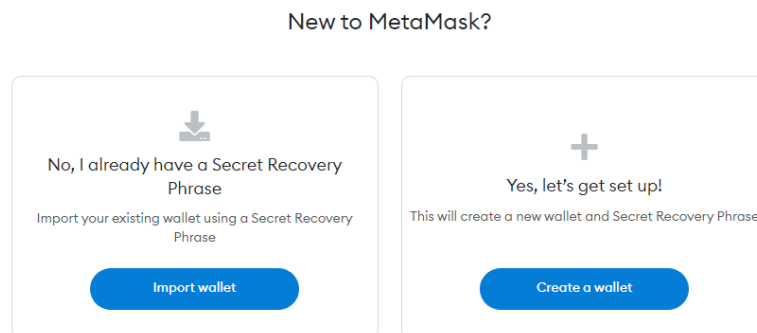 New to MetaMask?
No, I already have a Secret Recovery
Phrase
Import your existing wallet using a Secret Recovery
Phrase
Import wallet
Yes, let’s get set up!
This will create a new wallet and Secret Recovery Phrase
Create a wallet